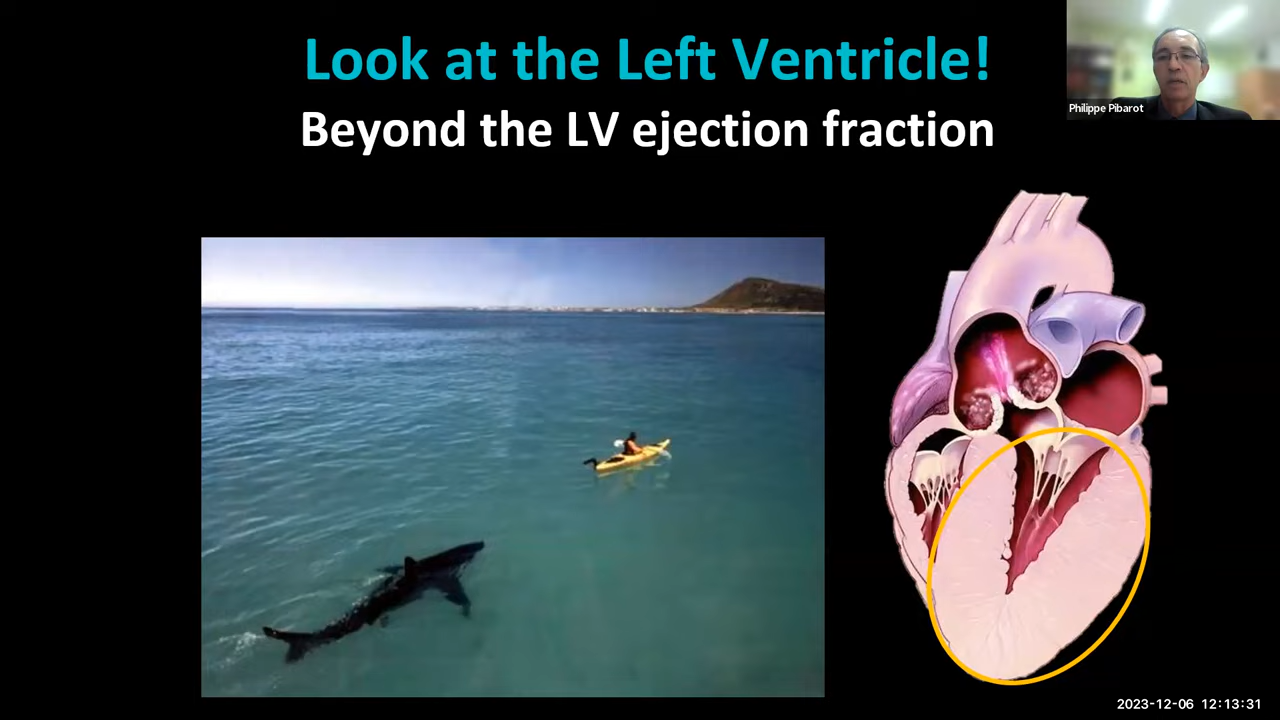 Look at the Left Ventricle!
Beyond the LV ejection fraction
Philippe Pibarot
2023-12-06 12:13:31